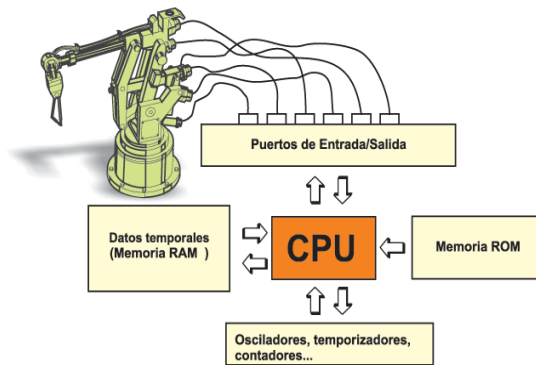 Puertos de Entrada/Salida
Datos temporales
(Memoria RAM )
CPU
Memoria ROM
Osciladores, temporizadores,
contadores...